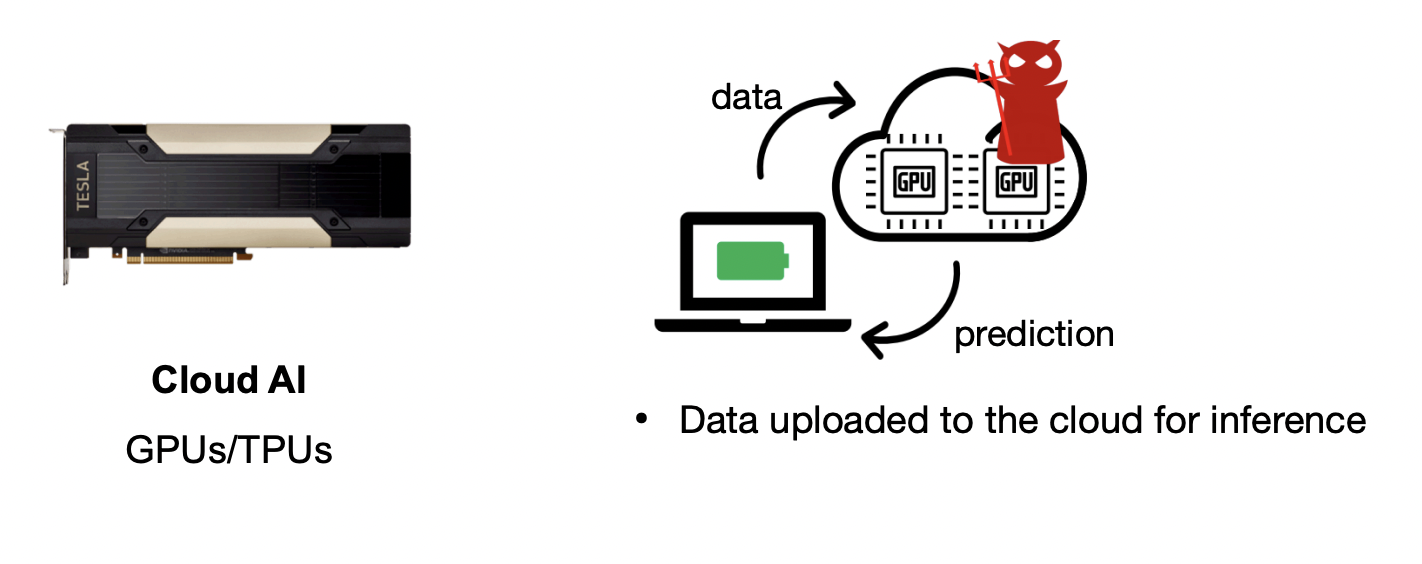 TESLA
Cloud AI
GPUs/TPUs
data
GPU
GPU
prediction
• Data uploaded to the cloud for inference